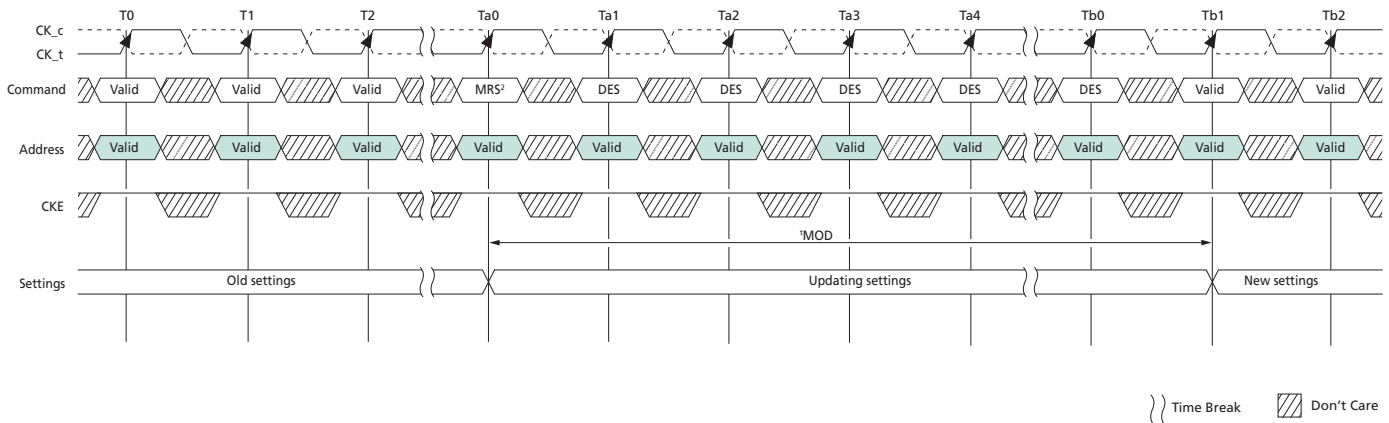 T0 T1 T2 Ta0 Ta1 Ta2 Ta3 Ta4 Tb0 Tb1 Tb2
CK_c
CK_t
Command Valid Valid Valid MRS² DES DES DES DES DES Valid Valid
Address Valid Valid Valid Valid Valid Valid Valid Valid Valid Valid Valid
CKE
ᵗMOD
Settings Old settings Updating settings New settings
Time Break Don't Care